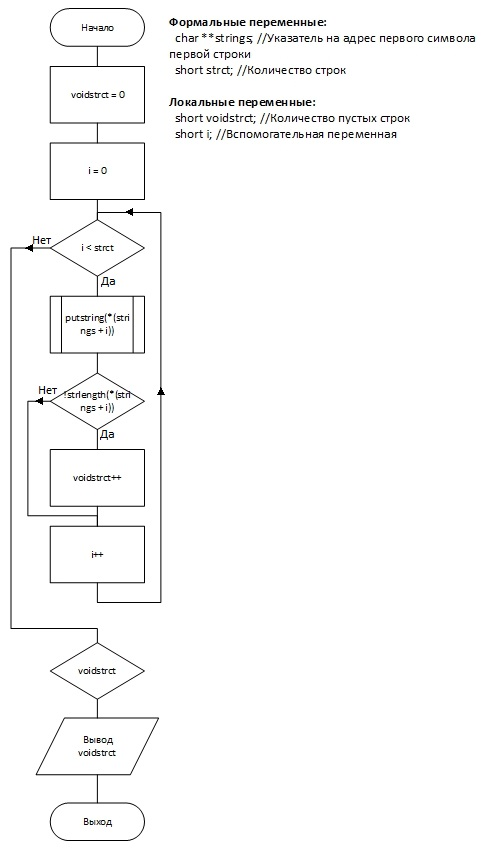 Начало
Формальные переменные:
char **strings; //Указатель на адрес первого символа
первой строки
short strct; //Количество строк
Локальные переменные:
short voidstrct; //Количество пустых строк
short i; //Вспомогательная переменная
voidstrct = 0
i = 0
i < strct
Нет
Да
putstring(*(stri
ngs + i))
Нет
!strlength(*(stri
ngs + i))
Да
voidstrct++
i++
voidstrct
Вывод
voidstrct
Выход